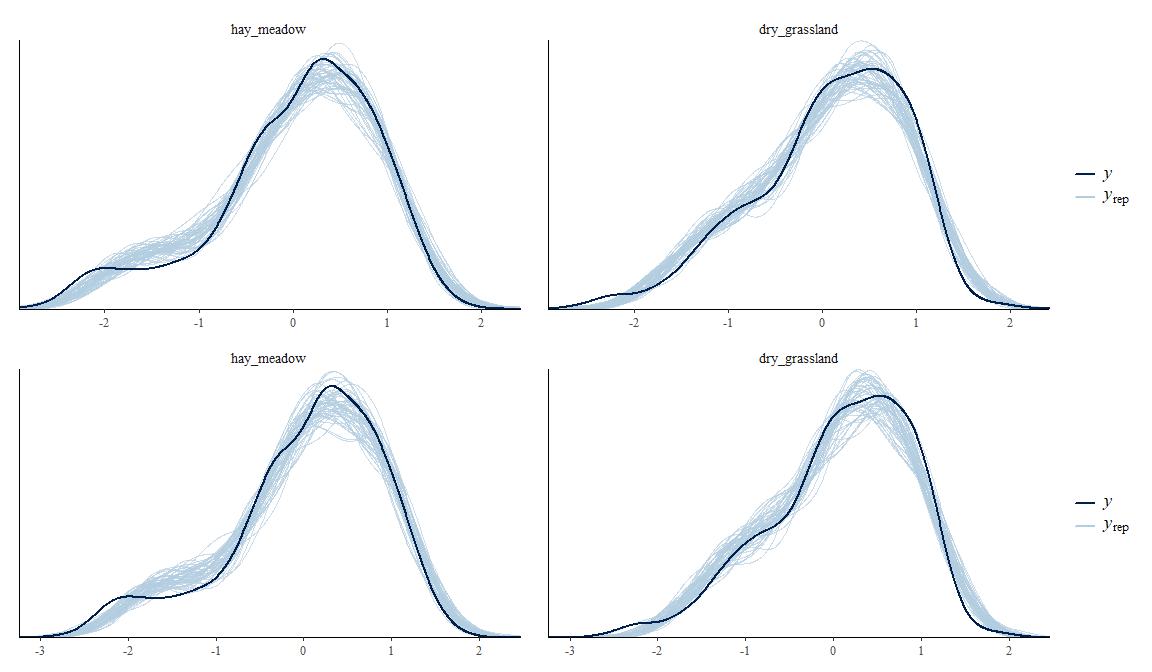 hay_meadow
dry_grassland
-2 -1 0 1 2
-2 -1 0 1 2
y
yrep
hay_meadow
dry_grassland
-3 -2 -1 0 1 2
-3 -2 -1 0 1 2
y
yrep